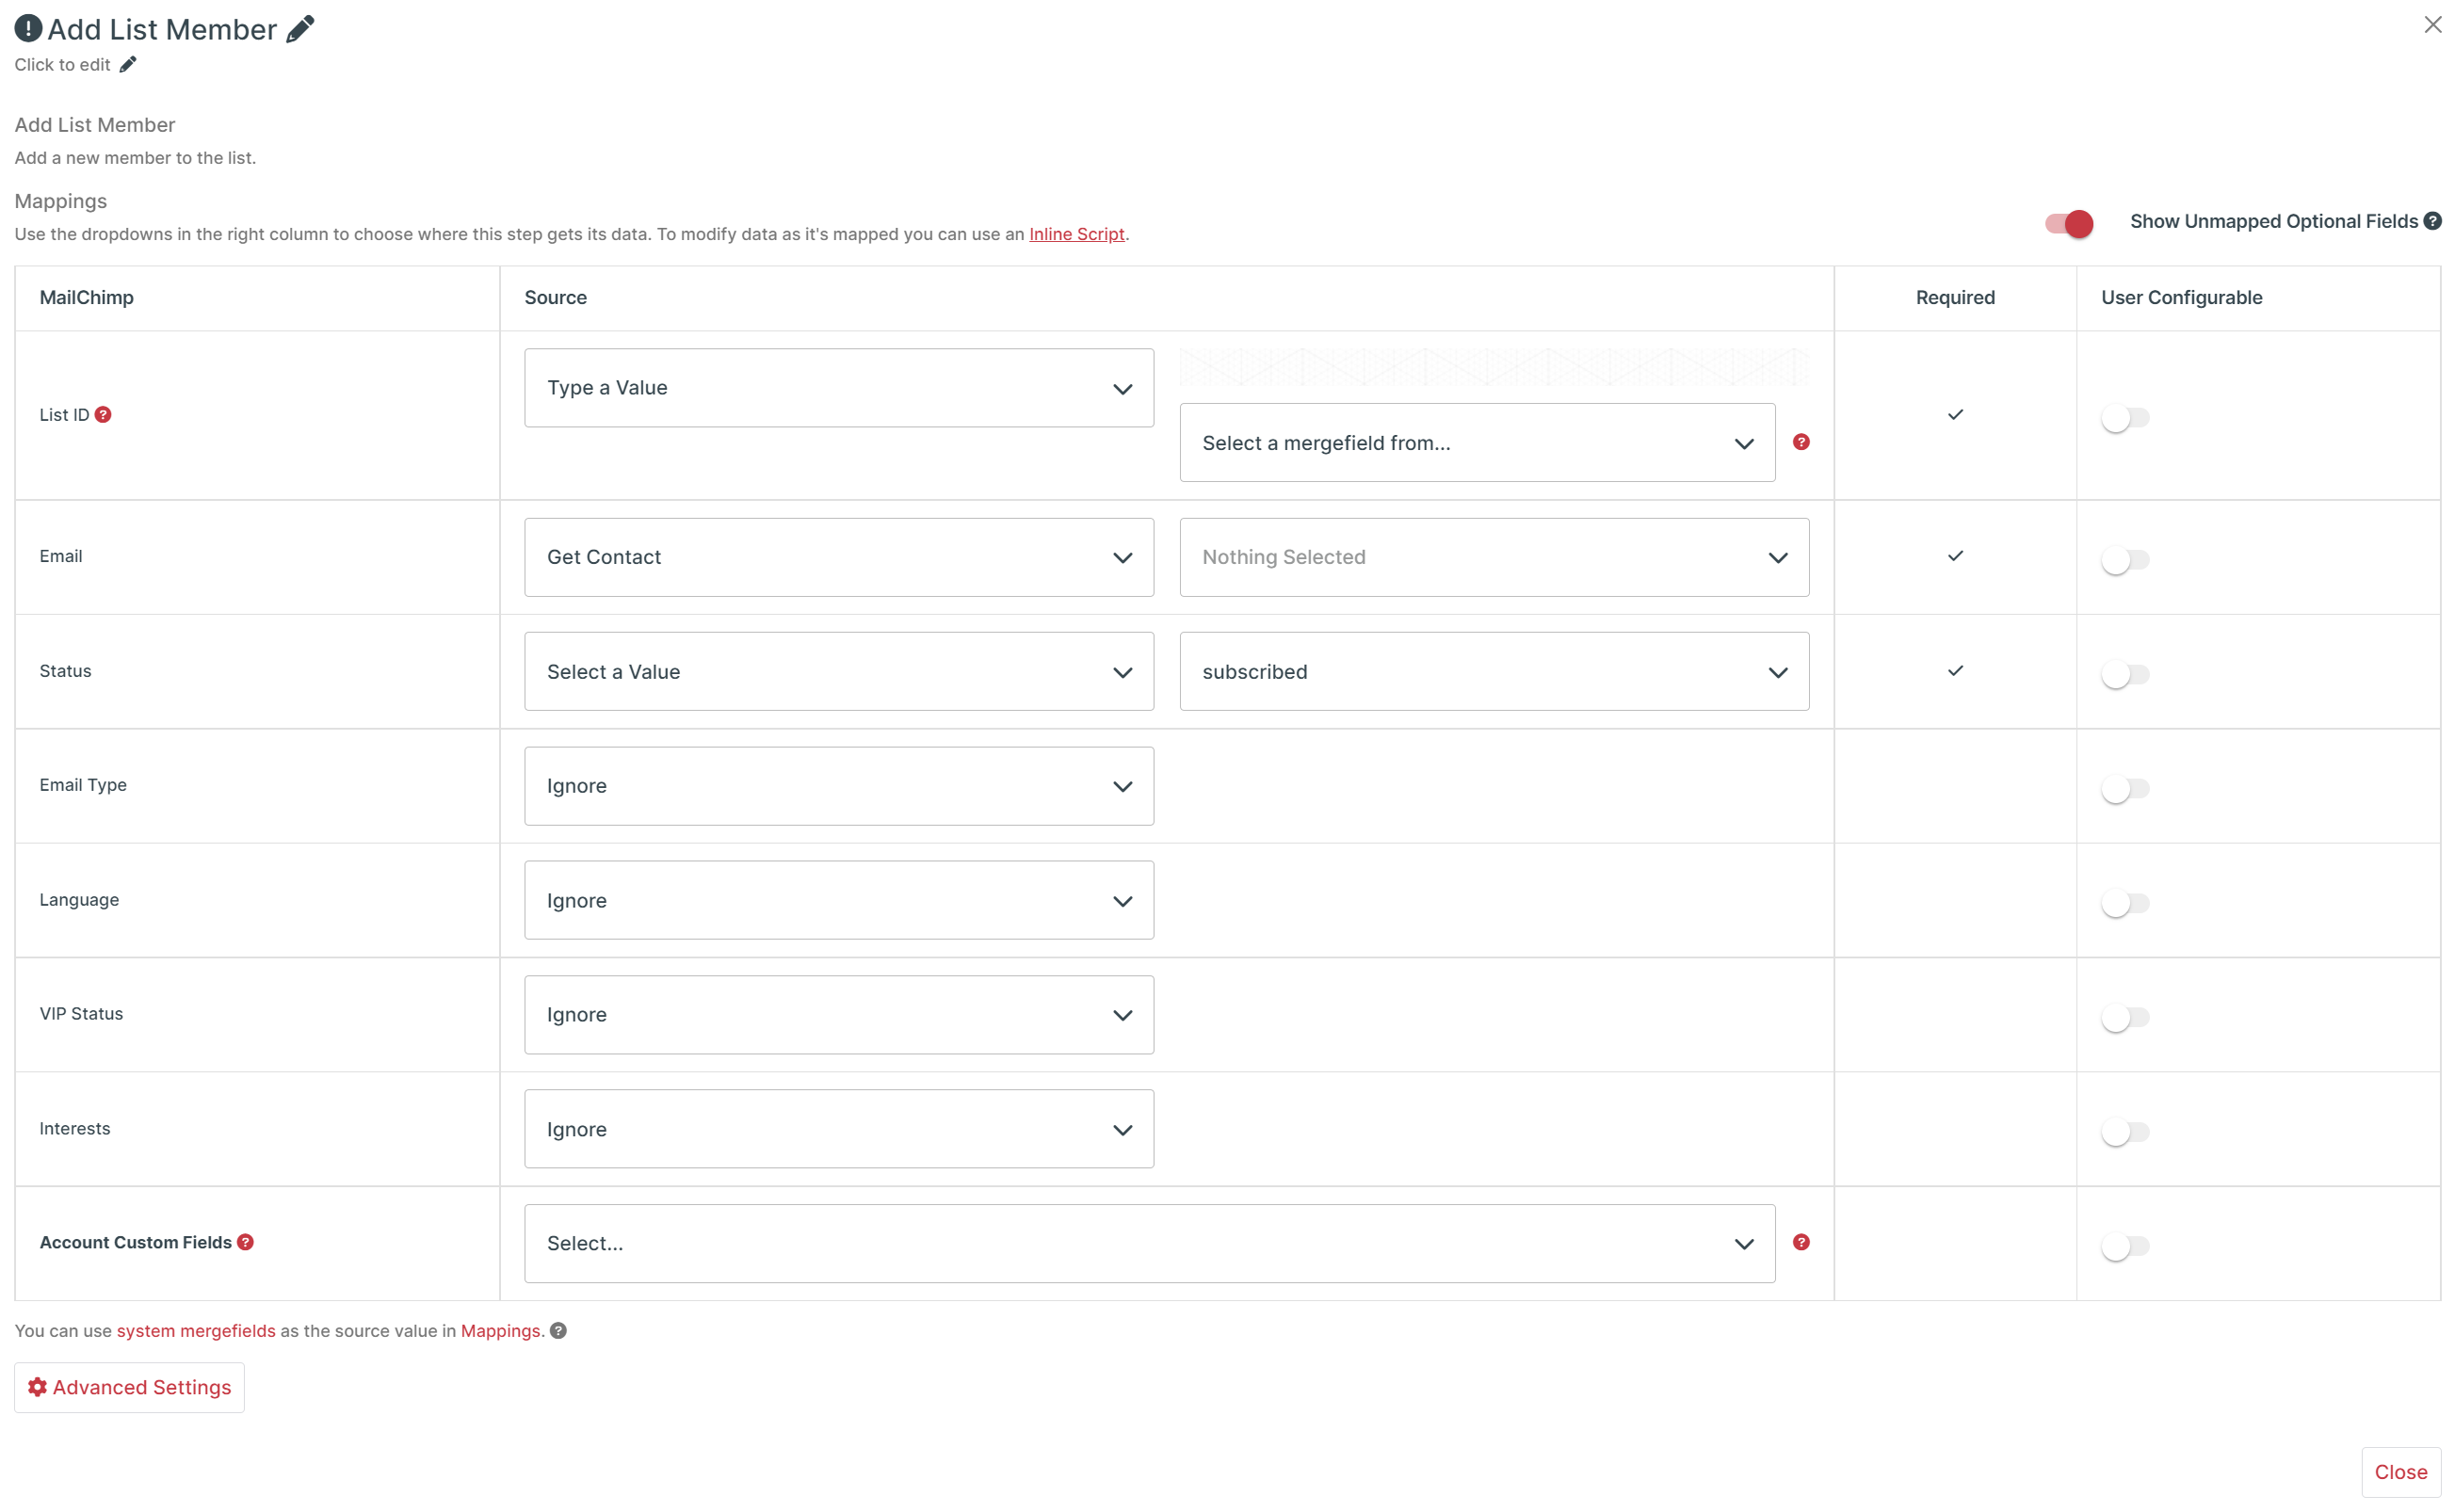 Add List Member
Click to edit
Add List Member
Add a new member to the list.
Mappings
Use the dropdowns in the right column to choose where this step gets its data. To modify data as it's mapped you can use an Inline Script.
Show Unmapped Optional Fields
MailChimp Source Required User Configurable
List ID Type a Value
Select a mergefield from...
Email Get Contact Nothing Selected
Status Select a Value subscribed
Email Type Ignore
Language Ignore
VIP Status Ignore
Interests Ignore
Account Custom Fields Select...
You can use system mergefields as the source value in Mappings.
Advanced Settings
Close